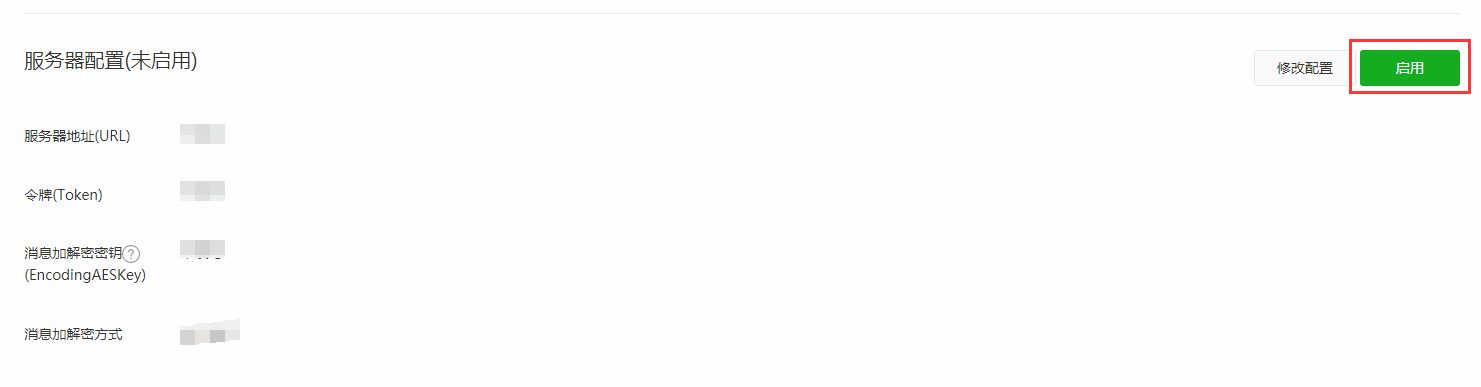 服务器配置(未启用)
修改配置
启用
服务器地址(URL)
令牌(Token)
消息加解密密钥?
(EncodingAESKey)
消息加解密方式